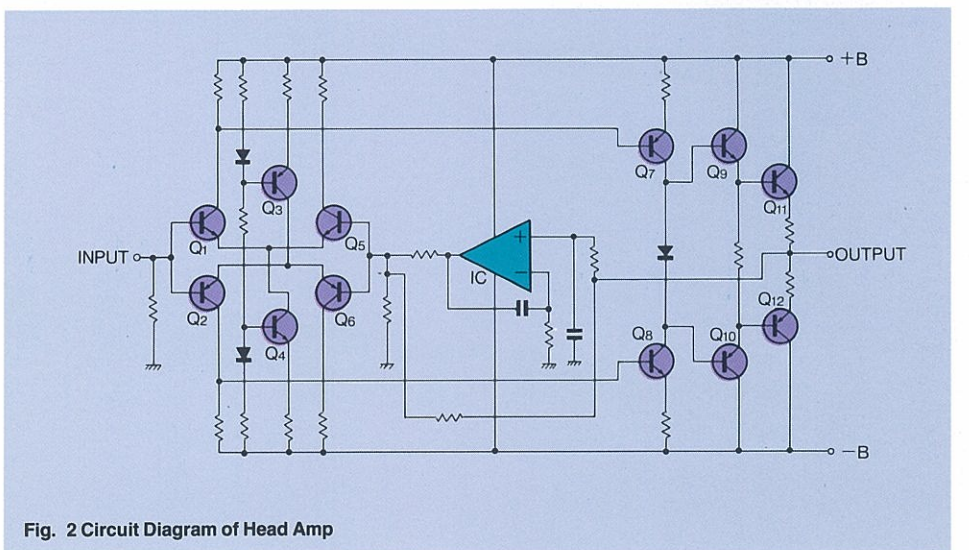 +B
Q7
Q9
Q3
Q11
Q1
Q5
+
INPUT
IC
OUTPUT
−
Q2
Q6
Q12
Q4
Q8
Q10
−B
Fig. 2 Circuit Diagram of Head Amp